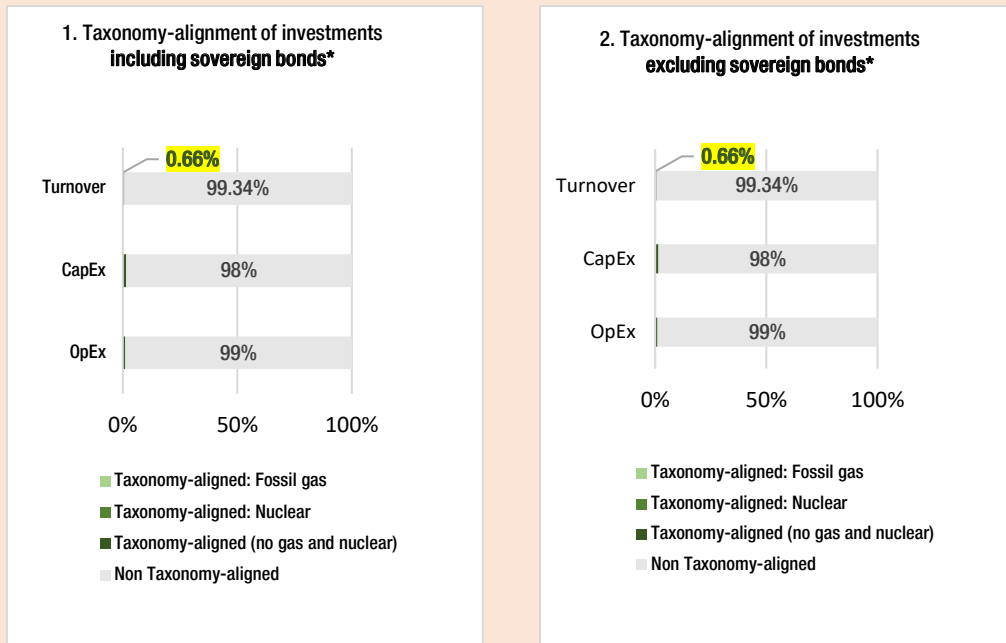 1. Taxonomy-alignment of investments
including sovereign bonds*
0.66%
Turnover 99.34%
CapEx 98%
OpEx 99%
0% 50% 100%
Taxonomy-aligned: Fossil gas
Taxonomy-aligned: Nuclear
Taxonomy-aligned (no gas and nuclear)
Non Taxonomy-aligned
2. Taxonomy-alignment of investments
excluding sovereign bonds*
0.66%
Turnover 99.34%
CapEx 98%
OpEx 99%
0% 50% 100%
Taxonomy-aligned: Fossil gas
Taxonomy-aligned: Nuclear
Taxonomy-aligned (no gas and nuclear)
Non Taxonomy-aligned